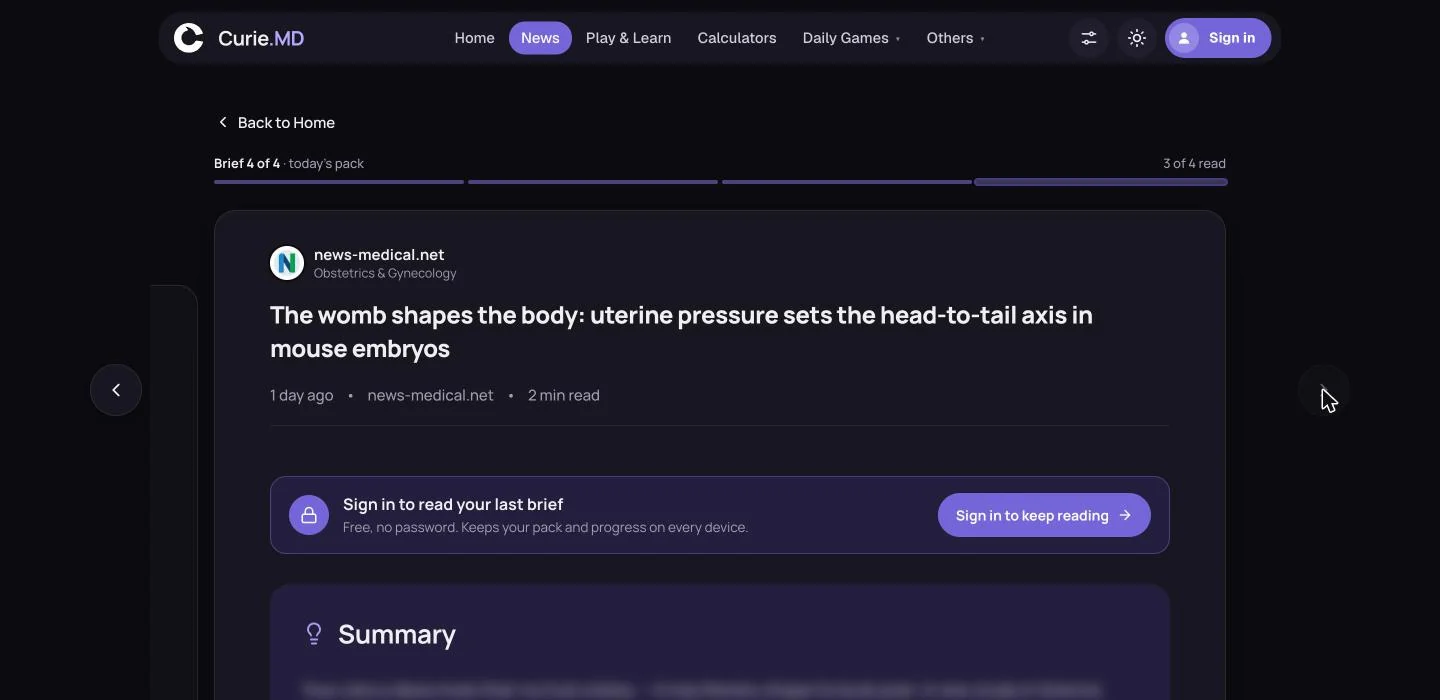 Curie.MD
Home
News
Play & Learn
Calculators
Daily Games
Others
Sign in
Back to Home
Brief 4 of 4 · today's pack
3 of 4 read
news-medical.net
Obstetrics & Gynecology
The womb shapes the body: uterine pressure sets the head-to-tail axis in
mouse embryos
1 day ago • news-medical.net • 2 min read
Sign in to read your last brief
Free, no password. Keeps your pack and progress on every device.
Sign in to keep reading
Summary